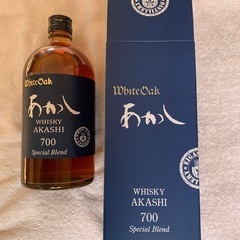 White Oak
あかし
WHISKY
AKASHI
700
Special Blend
White Oak
あかし
WHISKY
AKASHI
700
Special Blend